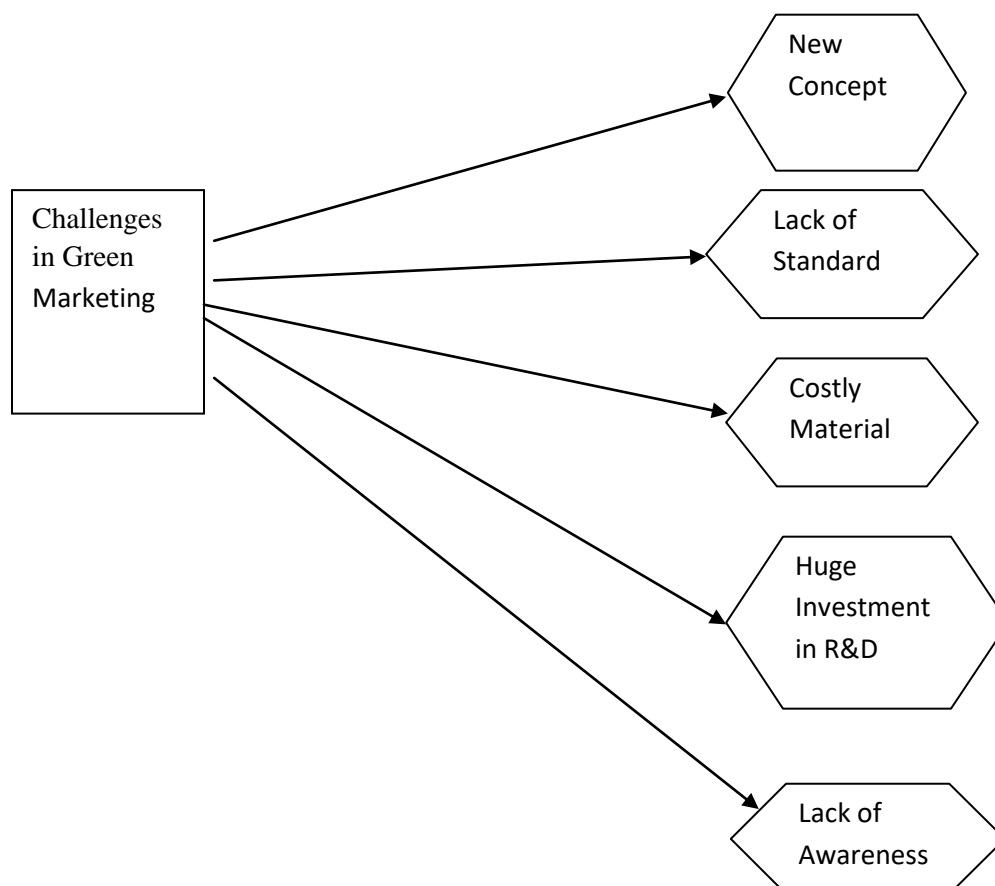 Challenges
in Green
Marketing
New
Concept
Lack of
Standard
Costly
Material
Huge
Investment
in R&D
Lack of
Awareness